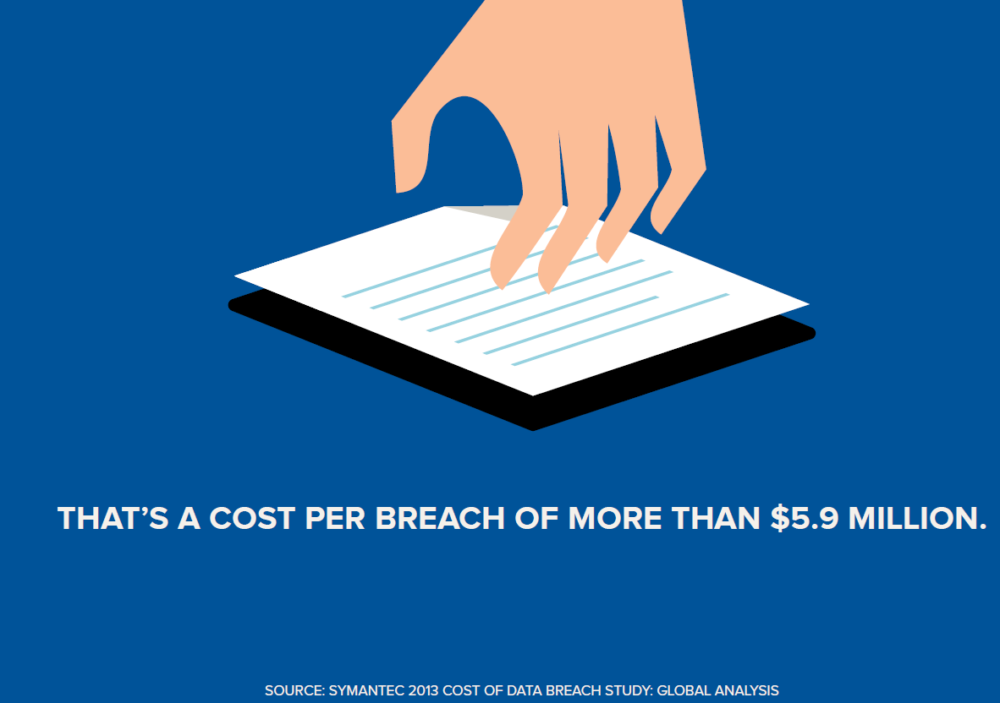 THAT’S A COST PER BREACH OF MORE THAN $5.9 MILLION.
SOURCE: SYMANTEC 2013 COST OF DATA BREACH STUDY: GLOBAL ANALYSIS